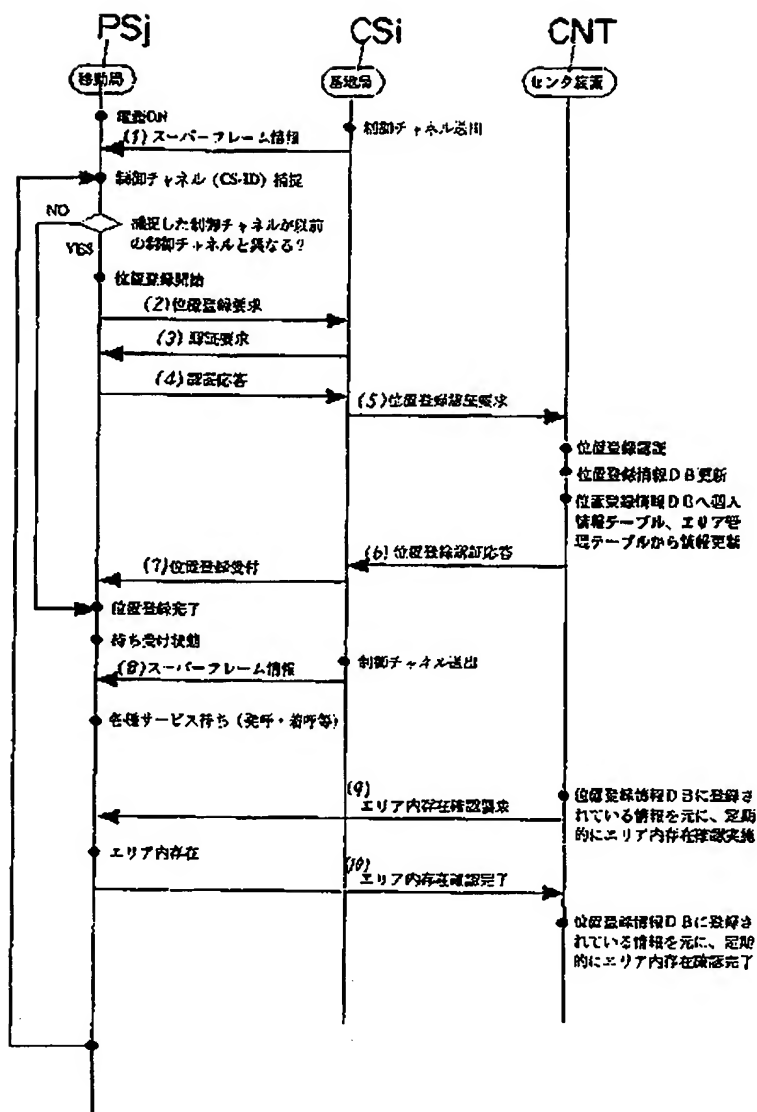 PSj
CSi
CNT
移動局
基地局
センタ装置
電源ON
制御チャネル送出
(1)スーパーフレーム情報
制御チャネル(CS-ID)捕捉
NO
捕捉した制御チャネルが以前
の制御チャネルと異なる?
YES
位置登録開始
(2)位置登録要求
(3)認証要求
(4)認証応答
(5)位置登録認証要求
位置登録認証
位置登録情報DB更新
位置登録情報DBへ個人
情報テーブル、エリア管
理テーブルから情報更新
(6)位置登録認証応答
(7)位置登録受付
位置登録完了
待ち受け状態
制御チャネル送出
(8)スーパーフレーム情報
各種サービス待ち(発呼・着呼等)
(9)
エリア内存在確認要求
位置登録情報DBに登録さ
れている情報を元に、定期
的にエリア内存在確認実施
エリア内存在
(10)
エリア内存在確認完了
位置登録情報DBに登録さ
れている情報を元に、定期
的にエリア内存在確認完了